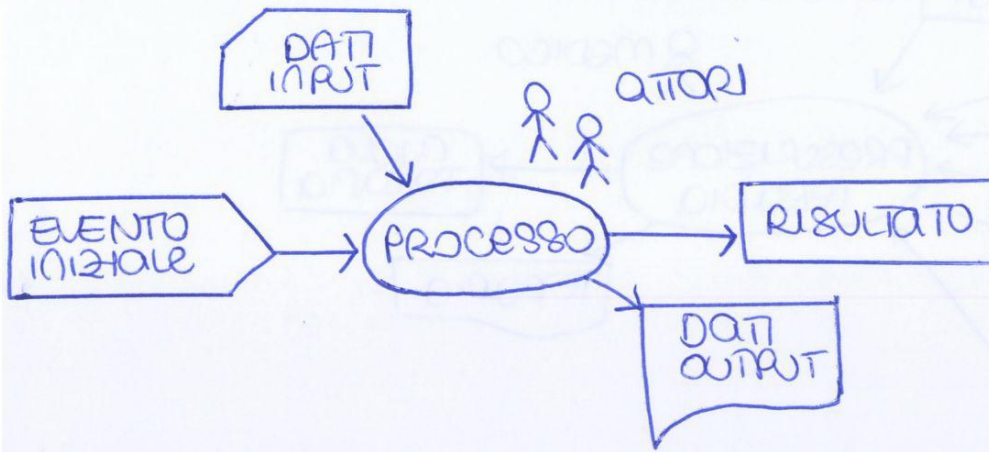 DATI
INPUT
ATTORI
EVENTO
INIZIALE
PROCESSO
RISULTATO
DATI
OUTPUT